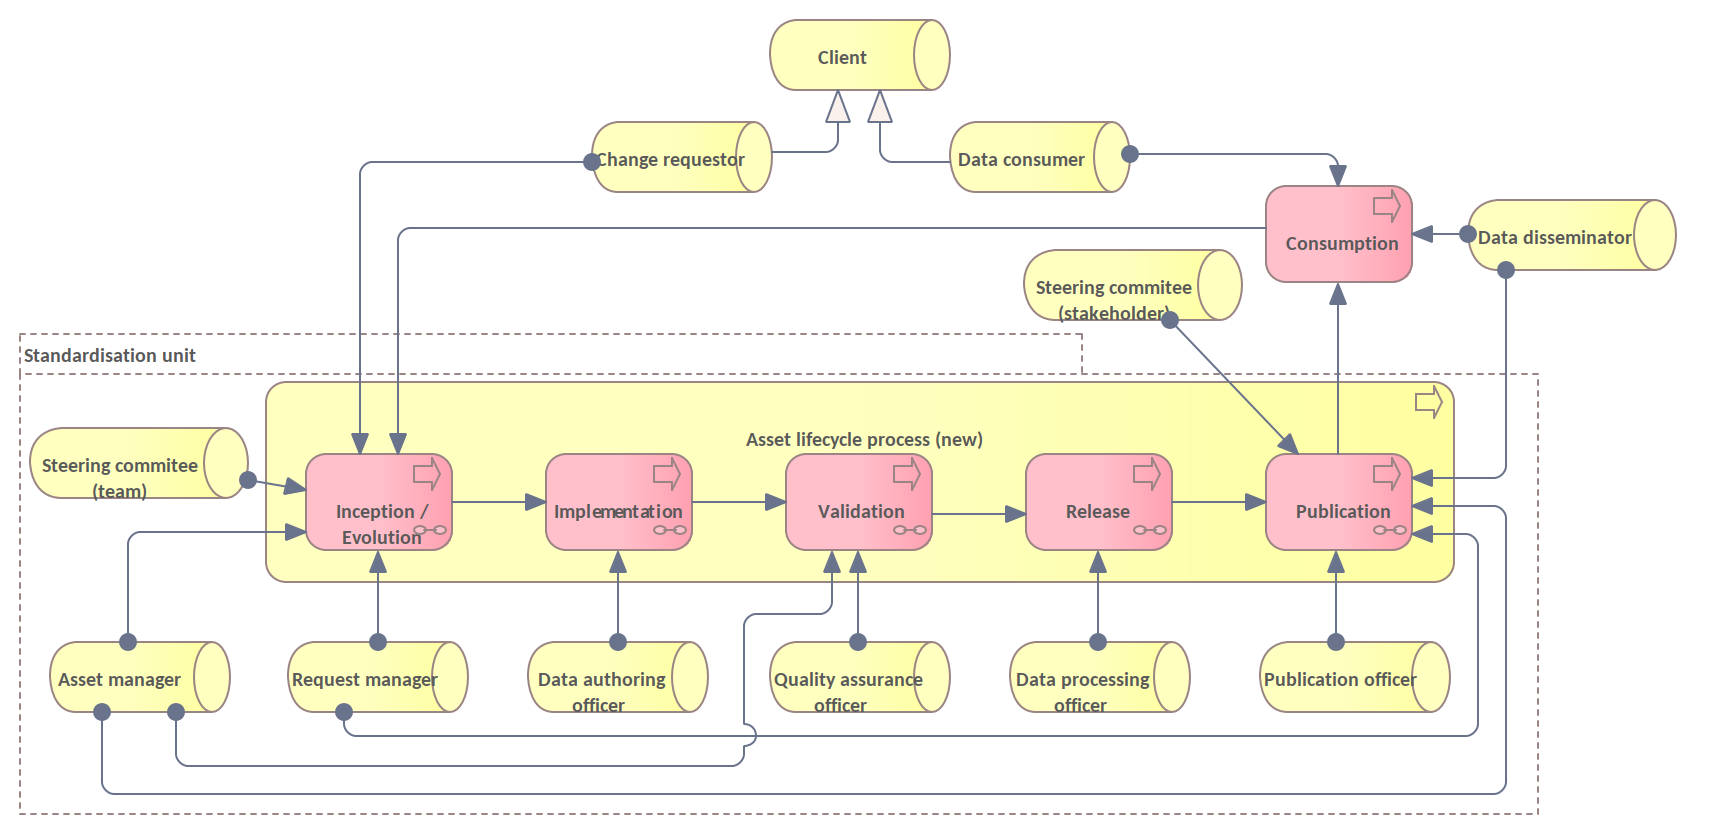 Client
Change requestor
Data consumer
Consumption
Data disseminator
Steering commitee
(stakeholder)
Standardisation unit
Asset lifecycle process (new)
Steering commitee
(team)
Inception /
Evolution
Implementation
Validation
Release
Publication
Asset manager
Request manager
Data authoring
officer
Quality assurance
officer
Data processing
officer
Publication officer